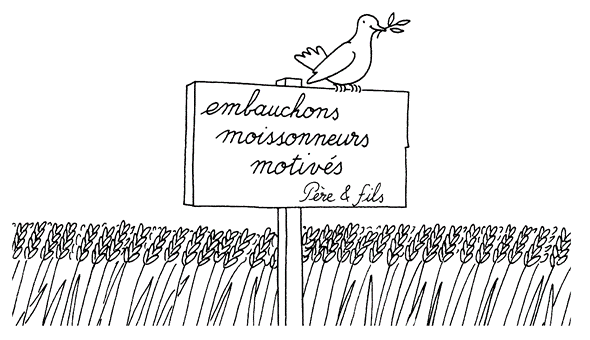 embauchons
moissonneurs
motivés
Père & fils